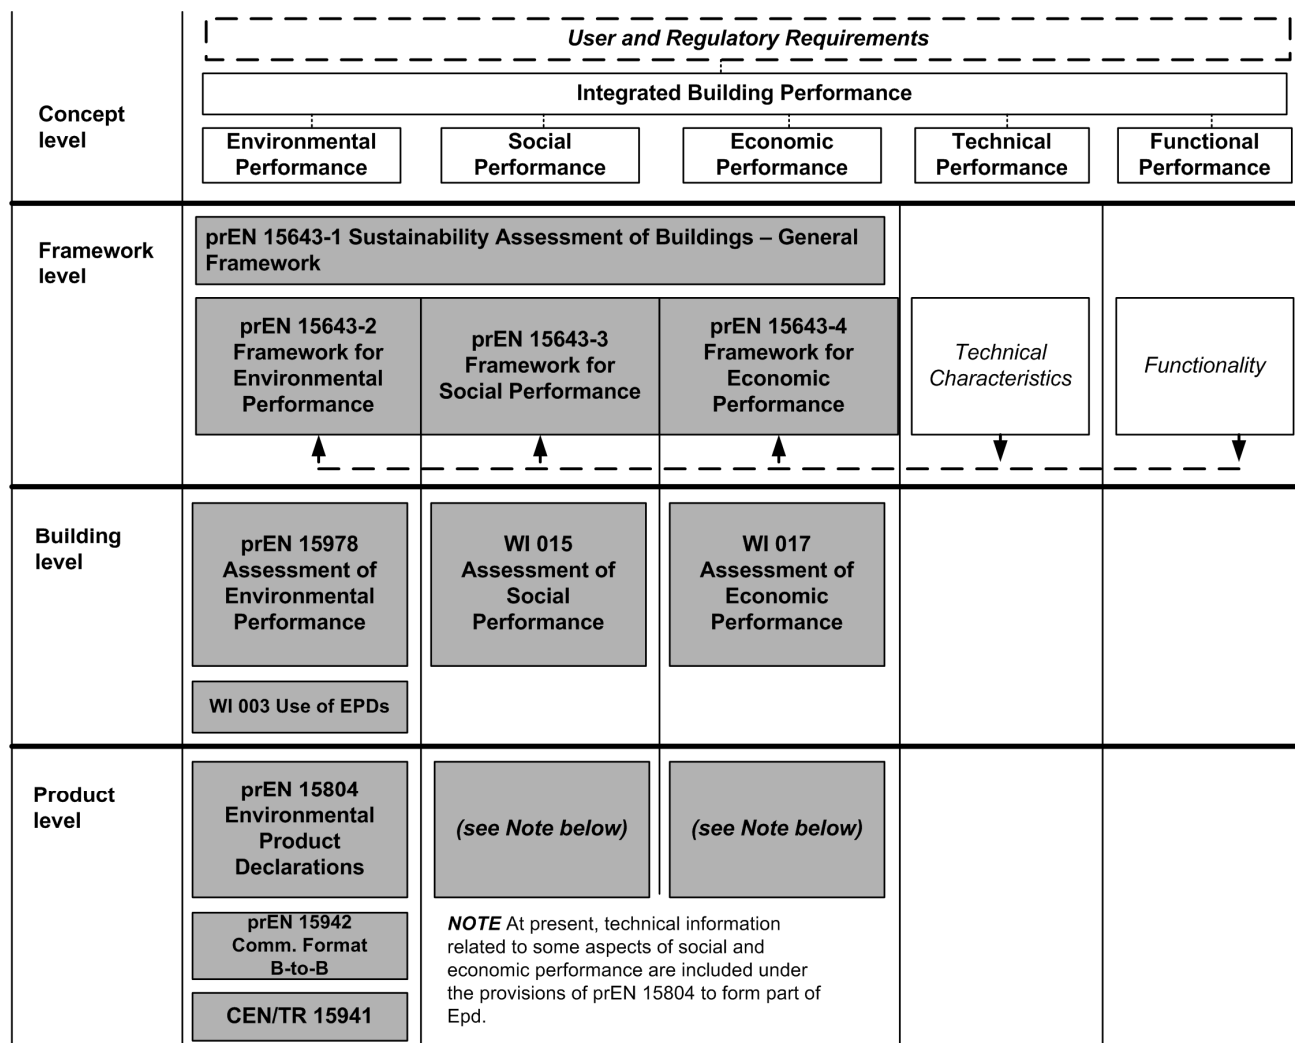 User and Regulatory Requirements
Integrated Building Performance
Concept
level
Environmental
Performance
Social
Performance
Economic
Performance
Technical
Performance
Functional
Performance
Framework
level
prEN 15643-1 Sustainability Assessment of Buildings – General
Framework
prEN 15643-2
Framework for
Environmental
Performance
prEN 15643-3
Framework for
Social Performance
prEN 15643-4
Framework for
Economic
Performance
Technical
Characteristics
Functionality
Building
level
prEN 15978
Assessment of
Environmental
Performance
WI 015
Assessment of
Social
Performance
WI 017
Assessment of
Economic
Performance
WI 003 Use of EPDs
Product
level
prEN 15804
Environmental
Product
Declarations
(see Note below)
(see Note below)
prEN 15942
Comm. Format
B-to-B
CEN/TR 15941
NOTE At present, technical information
related to some aspects of social and
economic performance are included under
the provisions of prEN 15804 to form part of
Epd.